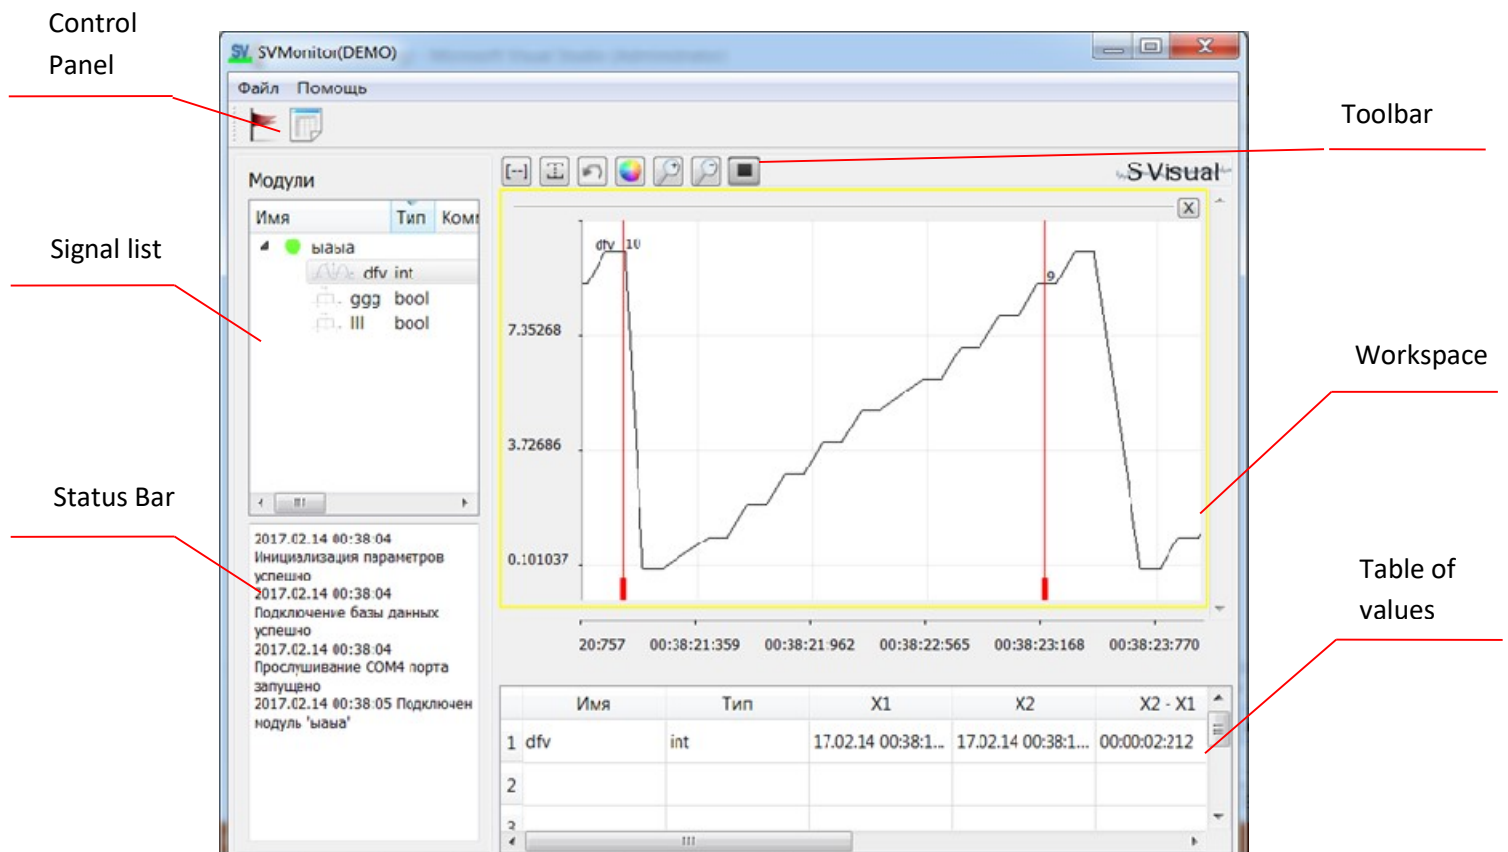 Control
Panel
SV SVMonitor(DEMO)
Файл Помощь
Toolbar
[--]
S Visual
Модули
Имя Тип
X
ыаыа
Signal list
dfv int
ggg bool
lll bool
dfv 10
9
7.35268
3.72686
0.101037
Workspace
Status Bar
2017.02.14 00:38:04
Инициализация параметров
успешно
2017.02.14 00:38:04
Подключение базы данных
успешно
2017.02.14 00:38:04
Прослушивание COM4 порта
запущено
2017.02.14 00:38:05 Подключен
модуль 'ыаыа'
20:757 00:38:21:359 00:38:21:962 00:38:22:565 00:38:23:168 00:38:23:770
Table of
values
Имя Тип X1 X2 X2 - X1
1 dfv int 17.02.14 00:38:1... 17.02.14 00:38:1... 00:00:02:212
2
3